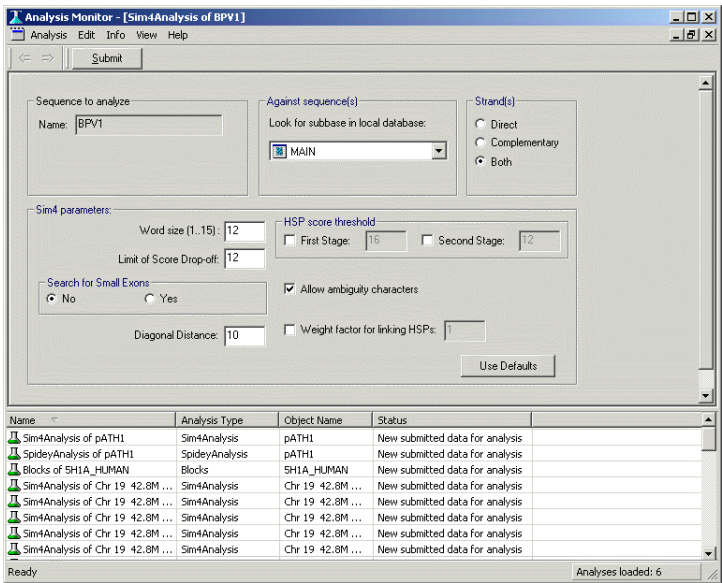 Analysis Monitor - [Sim4Analysis of BPV1]
Analysis Edit Info View Help
Submit
Sequence to analyze
Name: BPV1
Against sequence(s)
Look for subbase in local database:
MAIN
Strand(s)
Direct
Complementary
Both
Sim4 parameters:
Word size (1..15) : 12
Limit of Score Drop-off: 12
Search for Small Exons
No Yes
Diagonal Distance: 10
HSP score threshold
First Stage: 16 Second Stage: 12
Allow ambiguity characters
Weight factor for linking HSPs: 1
Use Defaults
Name Analysis Type Object Name Status
Sim4Analysis of pATH1 Sim4Analysis pATH1 New submitted data for analysis
SpideyAnalysis of pATH1 SpideyAnalysis pATH1 New submitted data for analysis
Blocks of 5H1A_HUMAN Blocks 5H1A_HUMAN New submitted data for analysis
Sim4Analysis of Chr 19 42.8M ... Sim4Analysis Chr 19 42.8M ... New submitted data for analysis
Sim4Analysis of Chr 19 42.8M ... Sim4Analysis Chr 19 42.8M ... New submitted data for analysis
Sim4Analysis of Chr 19 42.8M ... Sim4Analysis Chr 19 42.8M ... New submitted data for analysis
Sim4Analysis of Chr 19 42.8M ... Sim4Analysis Chr 19 42.8M ... New submitted data for analysis
Sim4Analysis of Chr 19 42.8M ... Sim4Analysis Chr 19 42.8M ... New submitted data for analysis
Ready Analyses loaded: 6